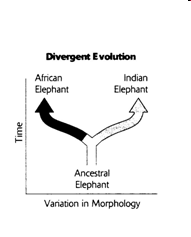 Divergent Evolution
African Indian
Elephant Elephant
Time
Ancestral
Elephant
Variation in Morphology